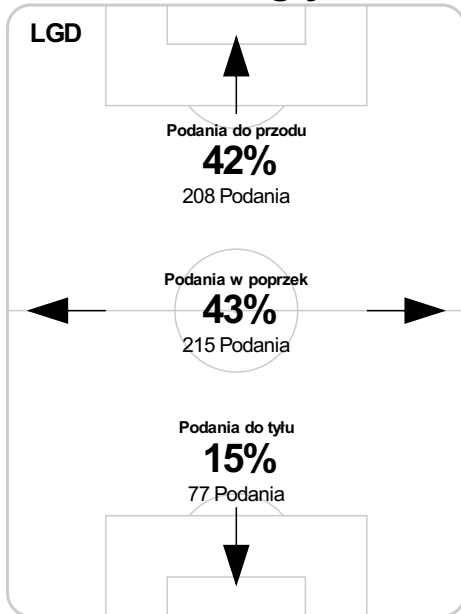 LGD
Podania do przodu
42%
208 Podania
Podania w poprzek
43%
215 Podania
Podania do tyłu
15%
77 Podania